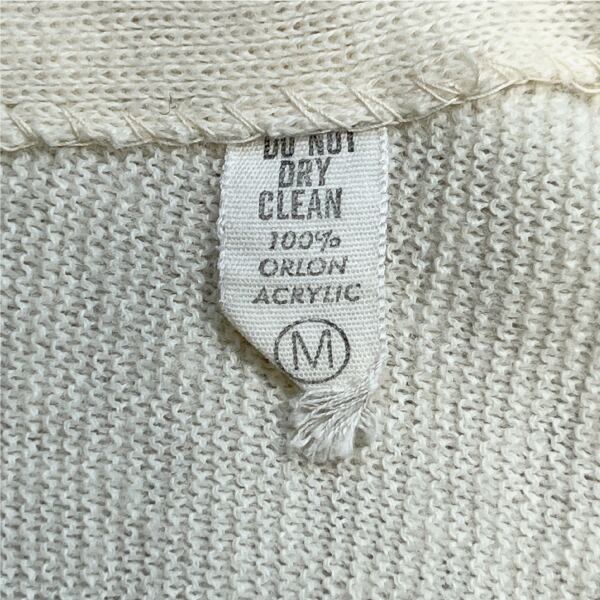 DO NOT
DRY
CLEAN
100%
ORLON
ACRYLIC
M